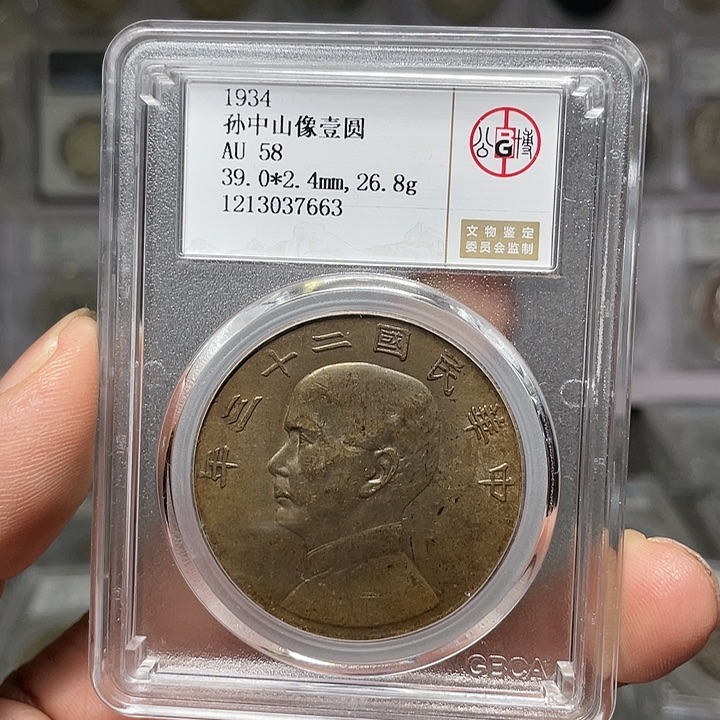 1934
孙中山像壹圆
AU 58
39.0*2.4mm,26.8g
1213037663
公 BG 博
文物鉴定
委员会监制
中華民國二十三年
GBCA